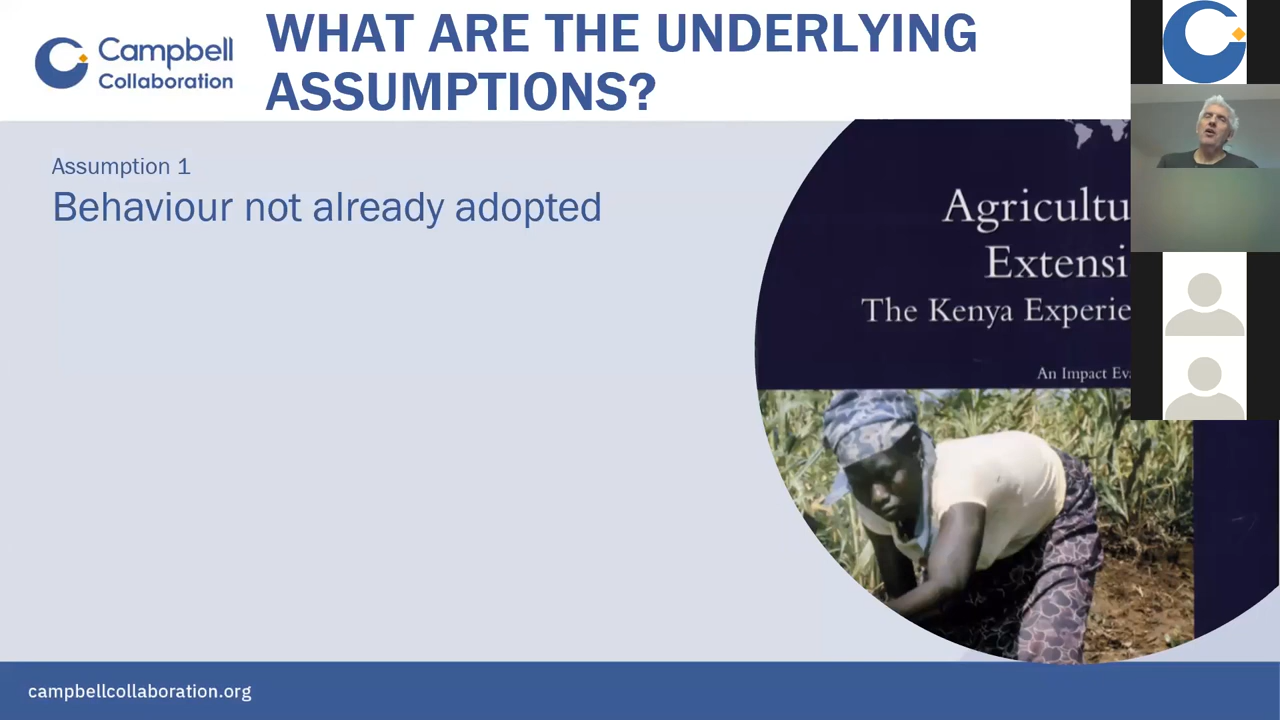 Campbell
Collaboration
WHAT ARE THE UNDERLYING
ASSUMPTIONS?
Assumption 1
Behaviour not already adopted
Agricultu
Extensi
The Kenya Experie
An Impact Eva
campbellcollaboration.org